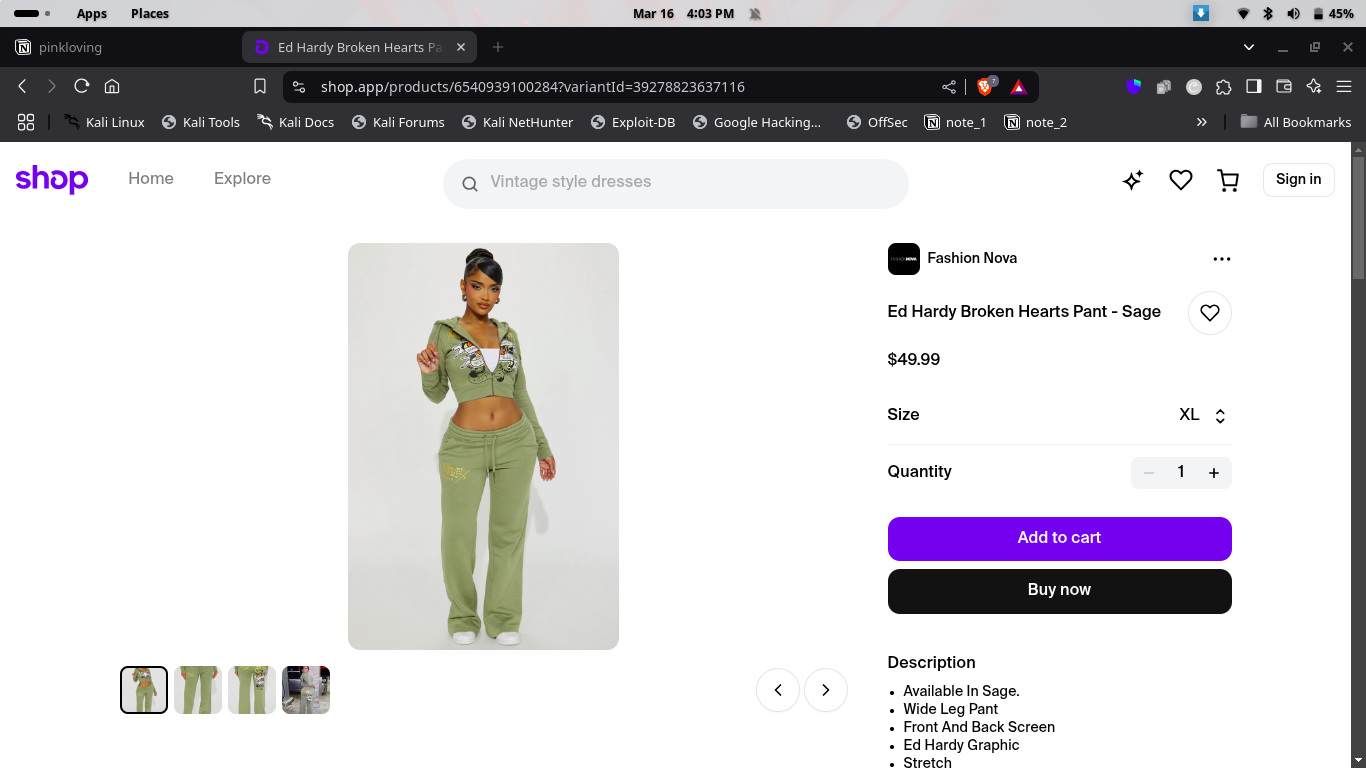 Apps Places Mar 16 4:03 PM 45%
pinkloving Ed Hardy Broken Hearts Pa
shop.app/products/6540939100284?variantId=39278823637116 7
Kali Linux Kali Tools Kali Docs Kali Forums Kali NetHunter Exploit-DB Google Hacking... OffSec note_1 note_2 All Bookmarks
shop Home Explore Vintage style dresses Sign in
Fashion Nova
Ed Hardy Broken Hearts Pant - Sage
$49.99
Size XL
Quantity 1
Add to cart
Buy now
Description
Available In Sage.
Wide Leg Pant
Front And Back Screen
Ed Hardy Graphic
Stretch